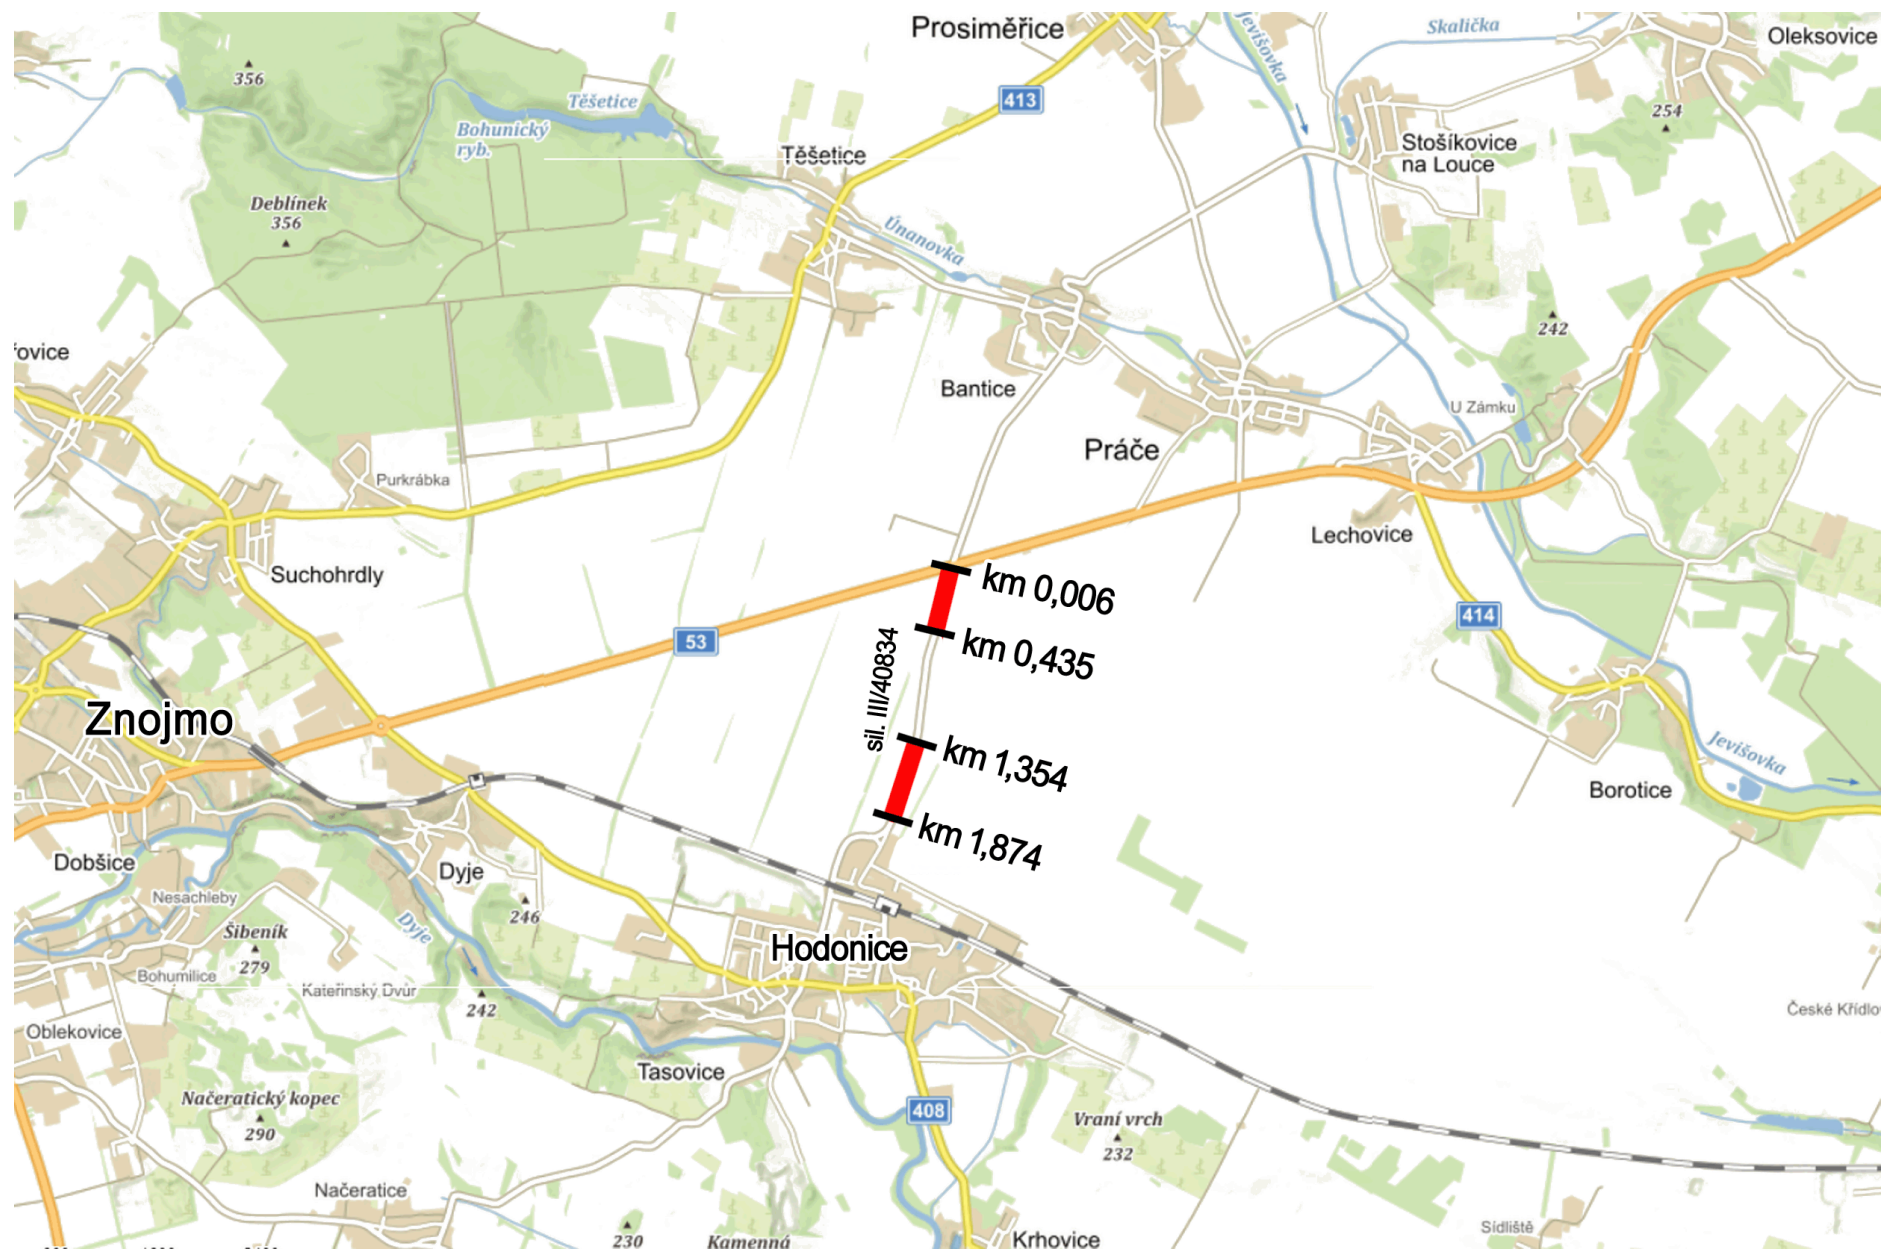 Prosiměřice
Skalička
Jevišovka
Oleksovice
356
Těšetice
413
254
Bohunický
ryb.
Stošíkovice
na Louce
Těšetice
Deblínek
356
Únanovka
242
Bantice
U Zámku
Práče
Purkrábka
Lechovice
Suchohrdly
km 0,006
414
53
km 0,435
sil. III/40834
Znojmo
km 1,354
Jevišovka
Borotice
km 1,874
Dobšice
Dyje
Nesachleby
246
Šibeník
279
Dyje
Hodonice
Bohumilice
Kateřinský Dvůr
242
České Křídlo
Oblekovice
Tasovice
Načeratický kopec
290
408
Vraní vrch
232
Načeratice
230
Kamenná
Krhovice
Sídliště